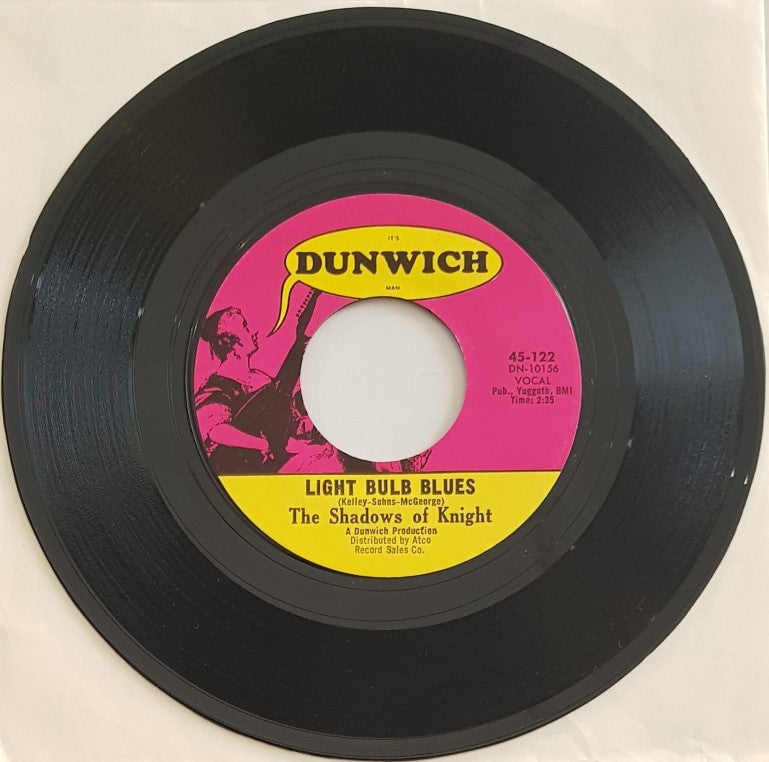 IT'S
DUNWICH
MAN
45-122
DN-10156
VOCAL
Pub., Yuggoth, BMI
Time: 2:35
LIGHT BULB BLUES
(Kelley-Sohns-McGeorge)
The Shadows of Knight
A Dunwich Production
Distributed by Atco
Record Sales Co.